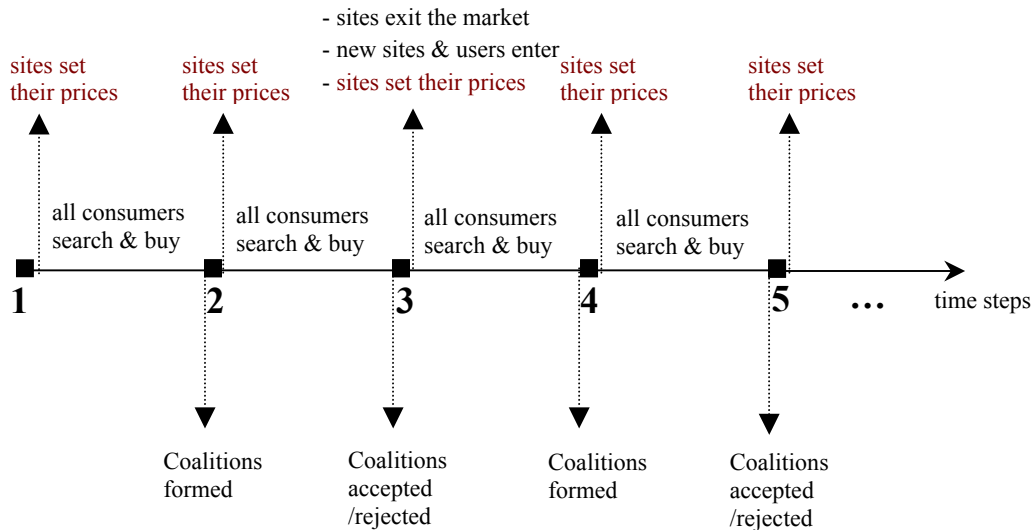 - sites exit the market
- new sites & users enter
- sites set their prices
sites set
their prices
sites set
their prices
sites set
their prices
sites set
their prices
all consumers
search & buy
all consumers
search & buy
all consumers
search & buy
all consumers
search & buy
1
2
3
4
5
...
time steps
Coalitions
formed
Coalitions
accepted
/rejected
Coalitions
formed
Coalitions
accepted
/rejected